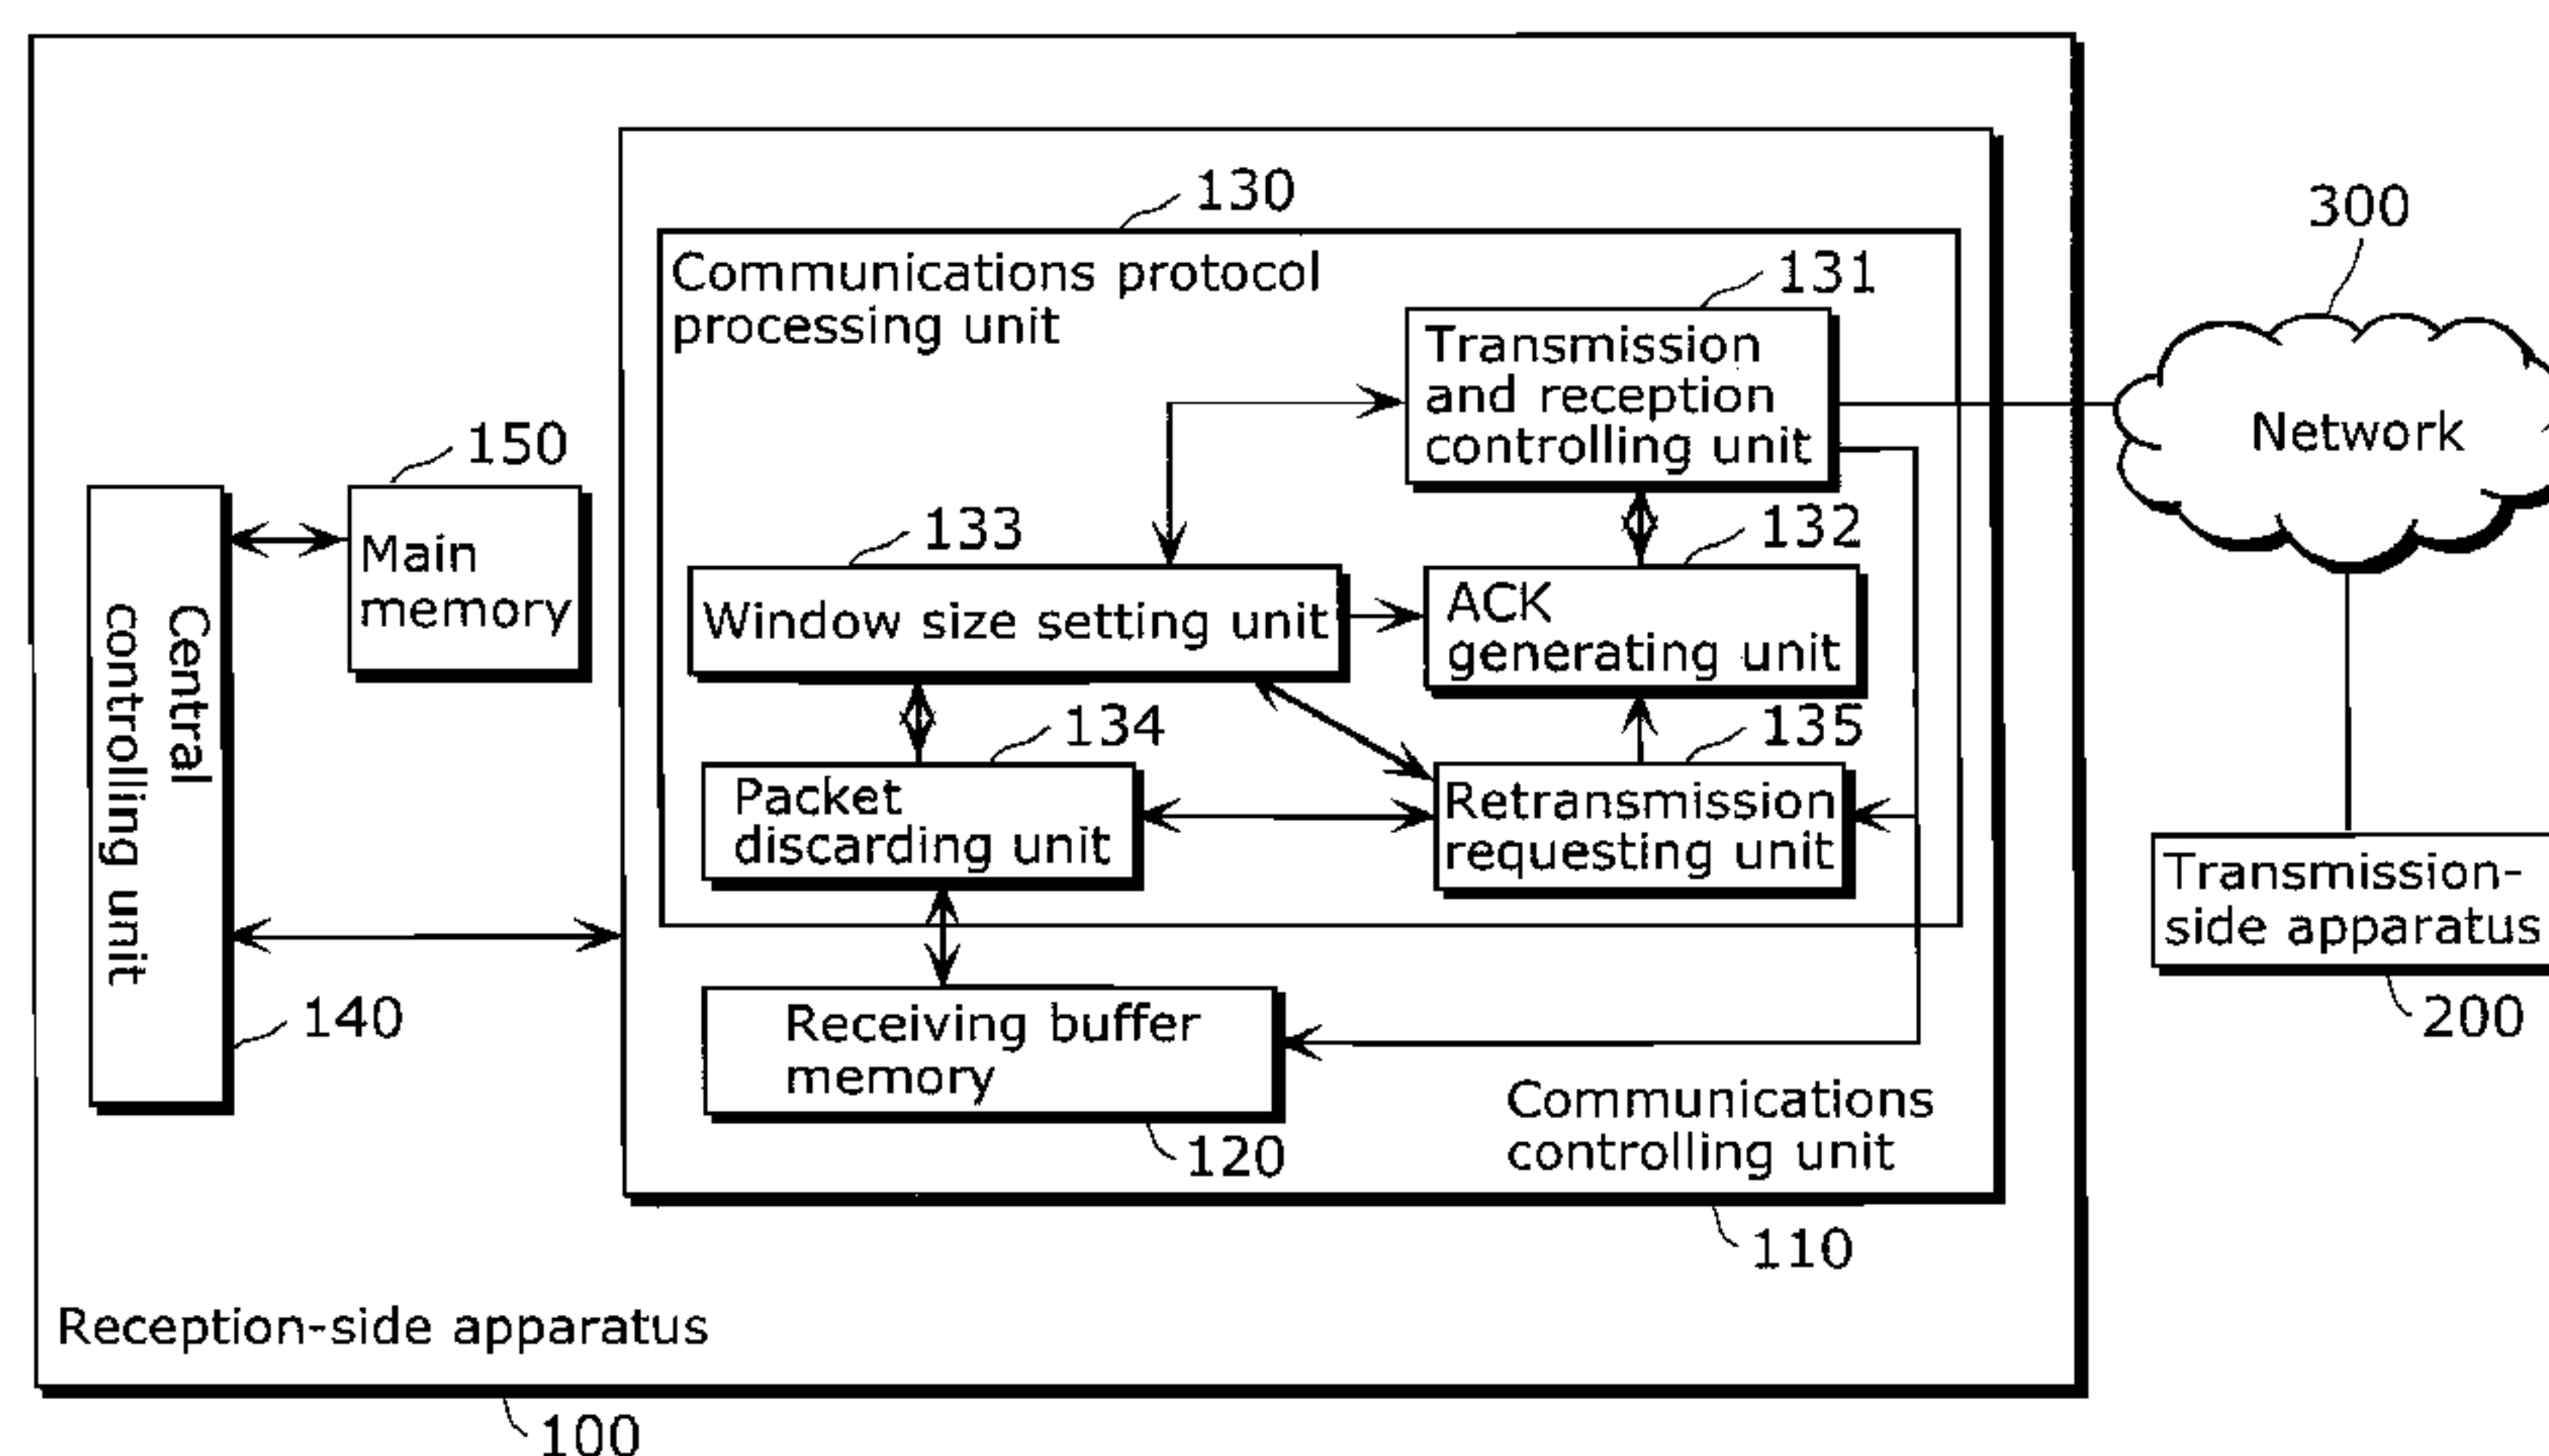 130
300
Communications protocol
processing unit
131
Transmission
and reception
controlling unit
Network
150
Main
memory
133
132
Window size setting unit
ACK
generating unit
Central
controlling unit
134
135
Packet
discarding unit
Retransmission
requesting unit
Transmission-
side apparatus
140
200
Receiving buffer
memory
120
Communications
controlling unit
110
Reception-side apparatus
100